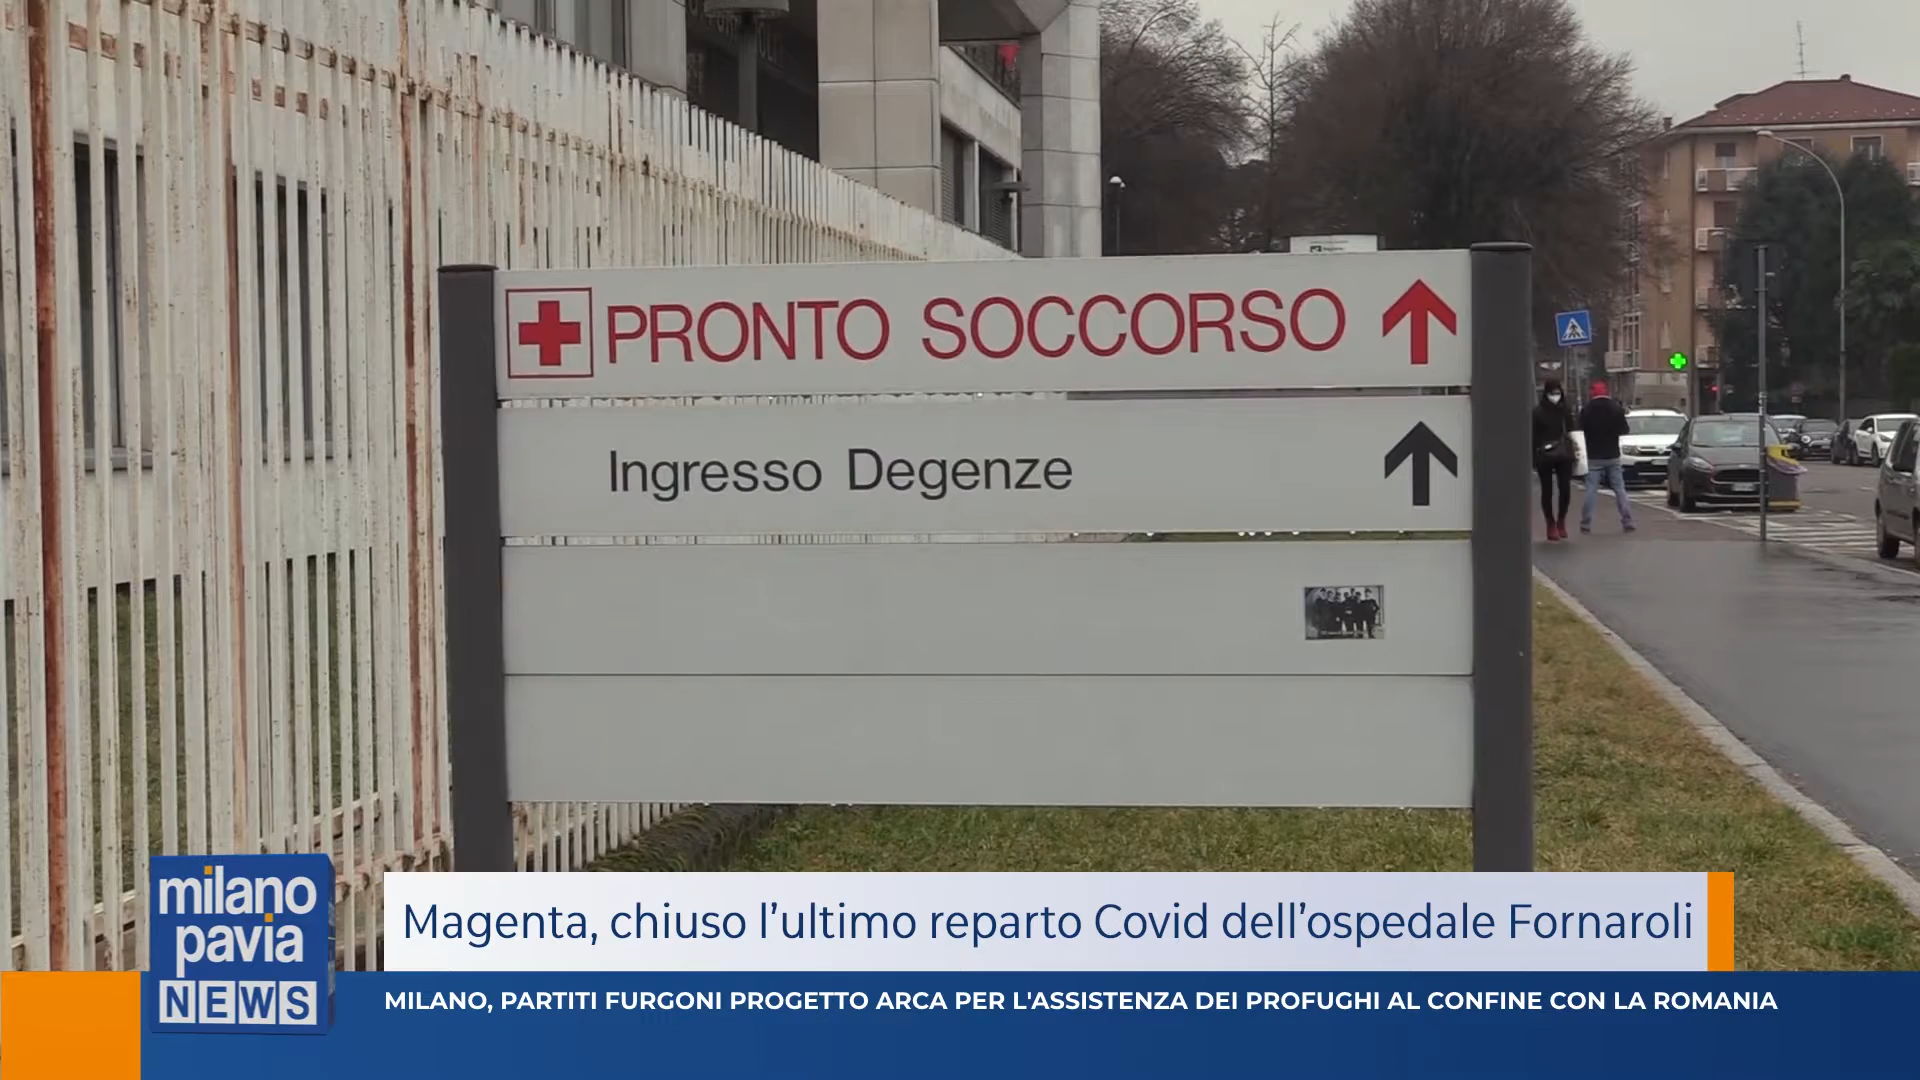 PRONTO SOCCORSO
Ingresso Degenze
Magenta, chiuso l'ultimo reparto Covid dell'ospedale Fornaroli
milano
pavia
NEWS
MILANO, PARTITI FURGONI PROGETTO ARCA PER L'ASSISTENZA DEI PROFUGHI AL CONFINE CON LA ROMANIA